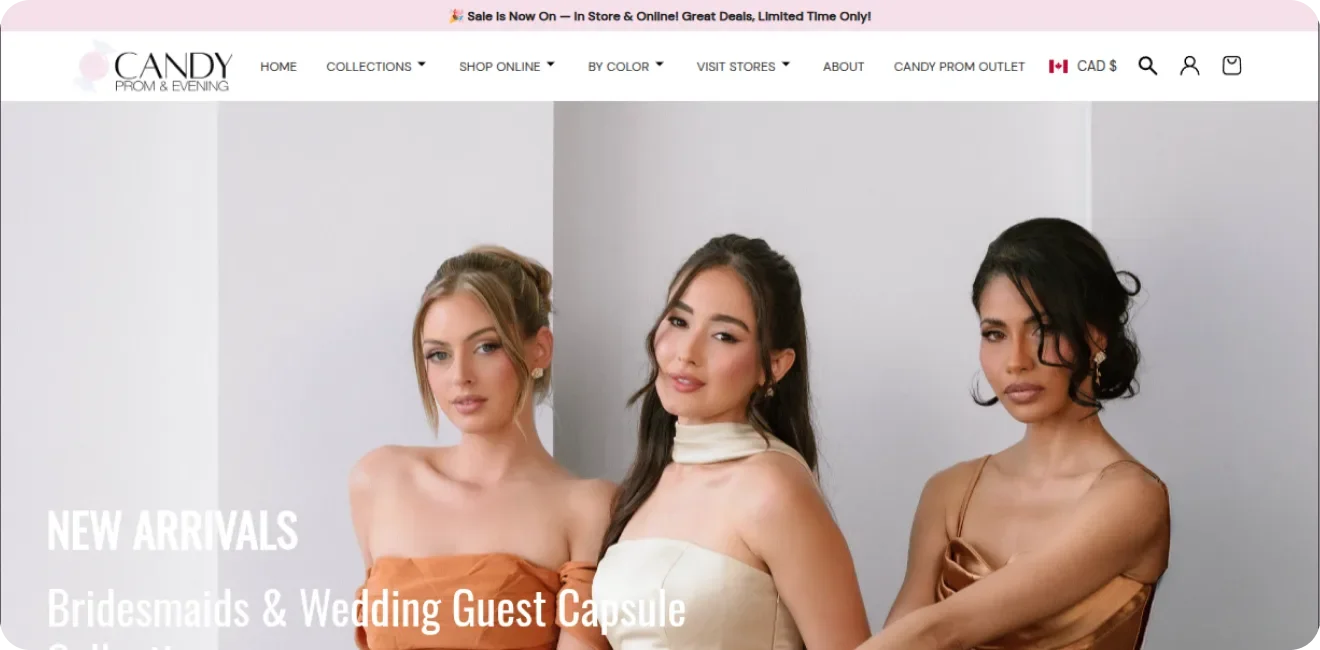 🎉 Sale Is Now On — In Store & Online! Great Deals, Limited Time Only!
CANDY
PROM & EVENING
HOME COLLECTIONS SHOP ONLINE BY COLOR VISIT STORES ABOUT CANDY PROM OUTLET CAD $
NEW ARRIVALS
Bridesmaids & Wedding Guest Capsule